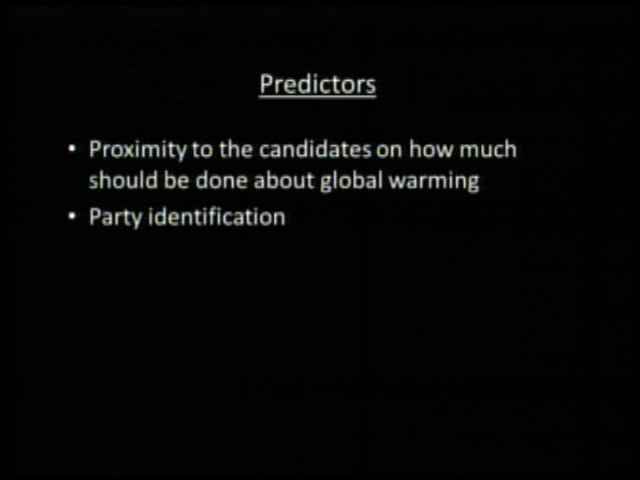 Predictors
• Proximity to the candidates on how much
should be done about global warming
• Party identification